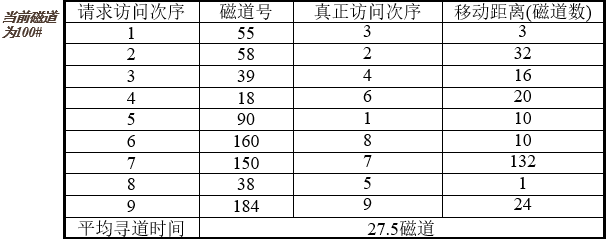 当前磁道
为100#
请求访问次序 磁道号 真正访问次序 移动距离(磁道数)
1 55 3 3
2 58 2 32
3 39 4 16
4 18 6 20
5 90 1 10
6 160 8 10
7 150 7 132
8 38 5 1
9 184 9 24
平均寻道时间 27.5磁道